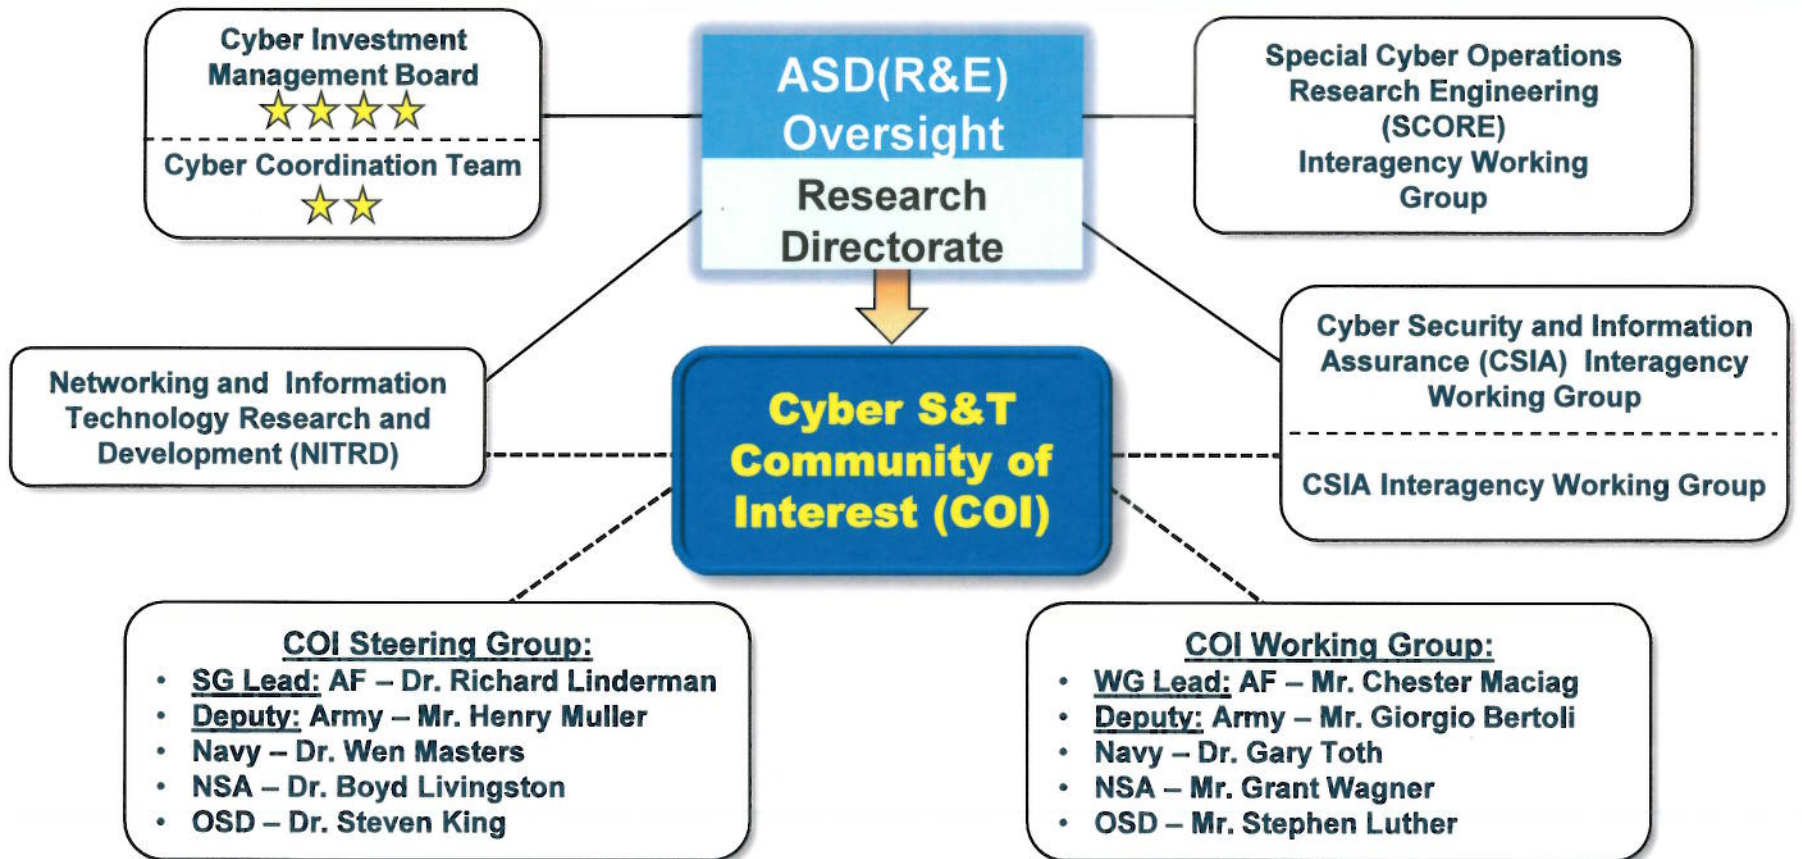 Cyber Investment
Management Board
Cyber Coordination Team
ASD(R&E)
Oversight
Research
Directorate
Special Cyber Operations
Research Engineering
(SCORE)
Interagency Working
Group
Networking and Information
Technology Research and
Development (NITRD)
Cyber S&T
Community of
Interest (COI)
Cyber Security and Information
Assurance (CSIA) Interagency
Working Group
CSIA Interagency Working Group
COI Steering Group:
• SG Lead: AF – Dr. Richard Linderman
• Deputy: Army – Mr. Henry Muller
• Navy – Dr. Wen Masters
• NSA – Dr. Boyd Livingston
• OSD – Dr. Steven King
COI Working Group:
• WG Lead: AF – Mr. Chester Maciag
• Deputy: Army – Mr. Giorgio Bertoli
• Navy – Dr. Gary Toth
• NSA – Mr. Grant Wagner
• OSD – Mr. Stephen Luther